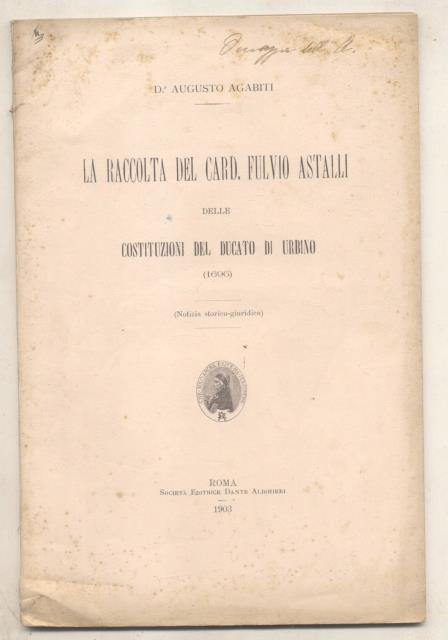 D.r AUGUSTO AGABITI
LA RACCOLTA DEL CARD. FULVIO ASTALLI
DELLE
COSTITUZIONI DEL DUCATO DI URBINO
(1696)
(Notizia storico-giuridica)
ROMA
SOCIETÀ EDITRICE DANTE ALIGHIERI
1903